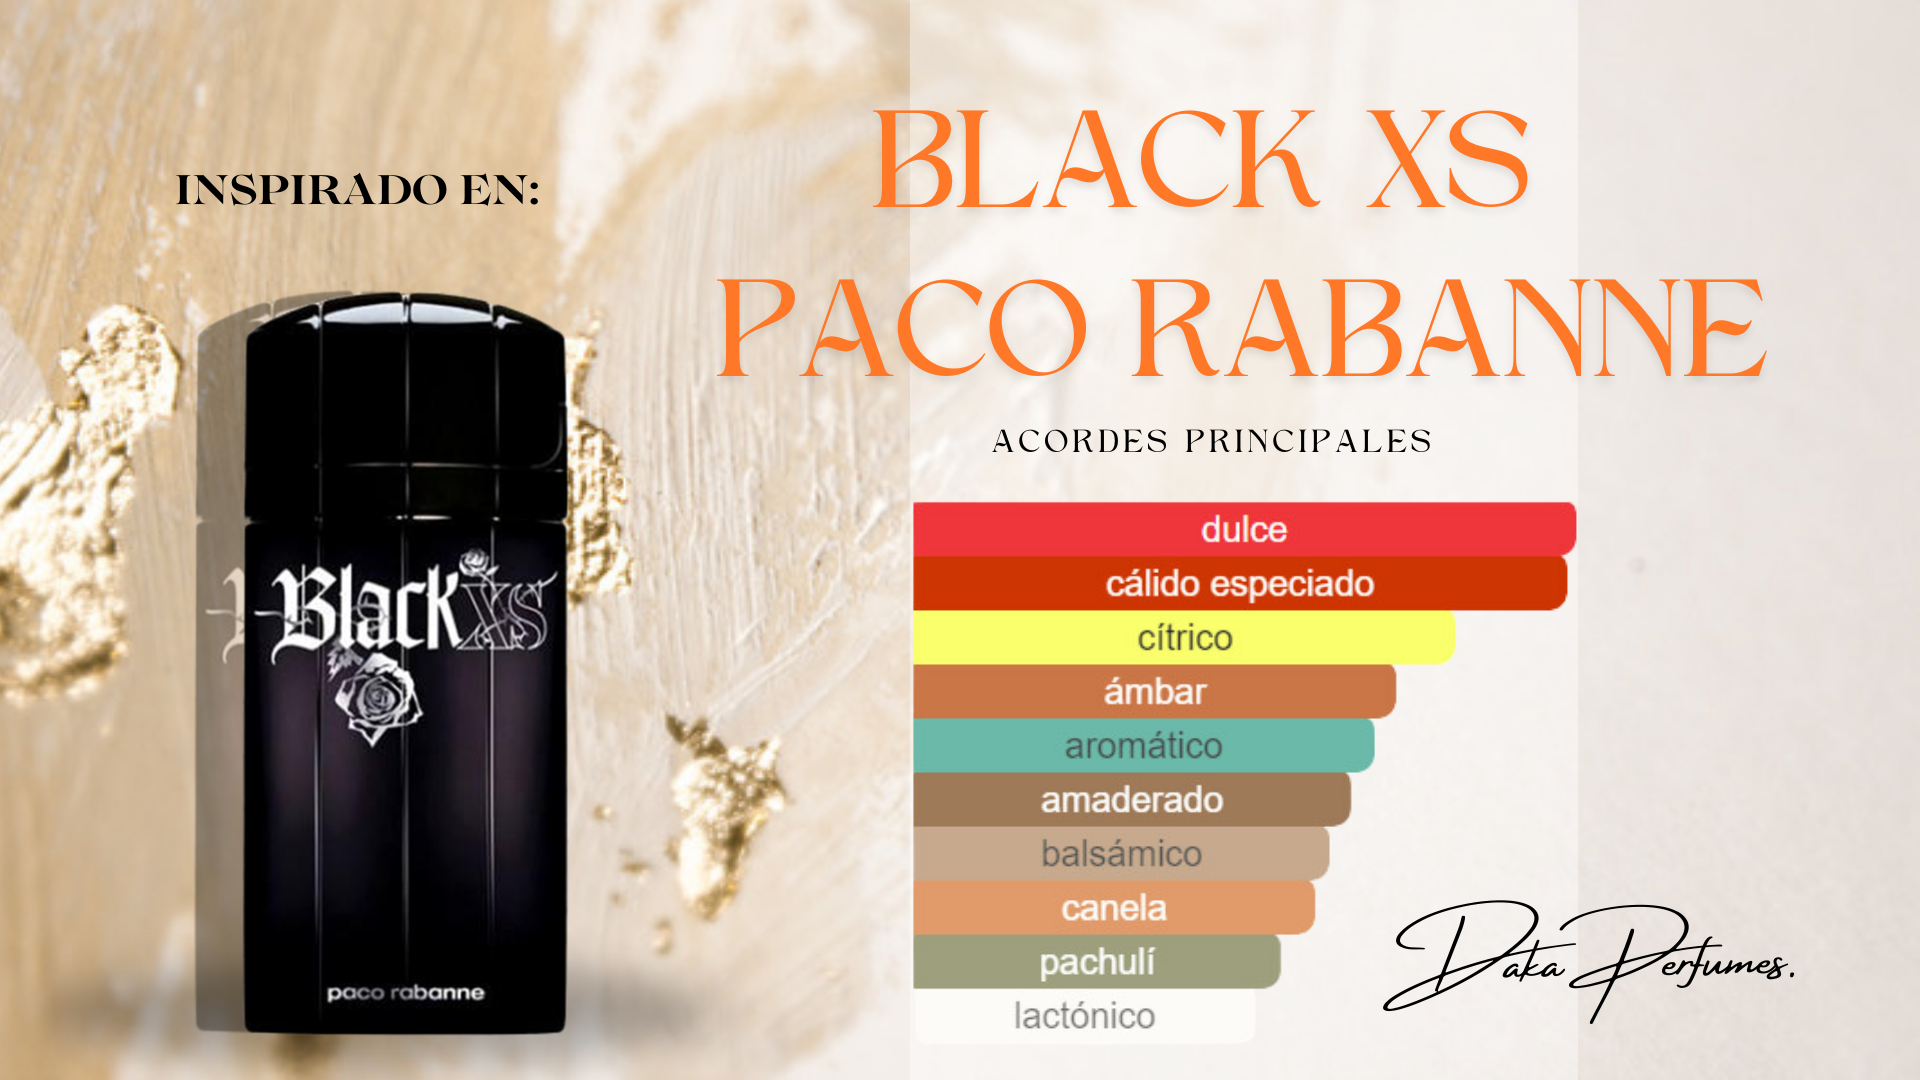 INSPIRADO EN:
BLACK XS
PACO RABANNE
ACORDES PRINCIPALES
dulce
cálido especiado
cítrico
ámbar
aromático
amaderado
balsámico
canela
pachulí
lactónico
Black XS
paco rabanne
Daka Perfumes.